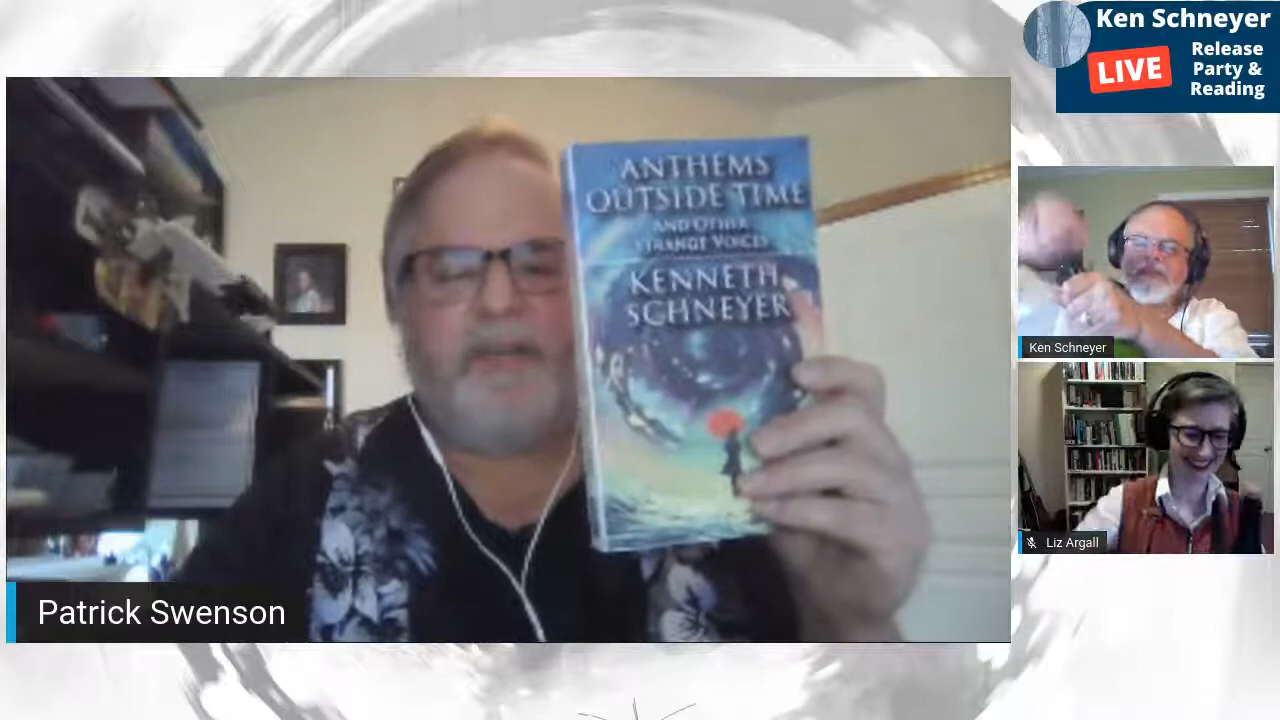 Ken Schneyer
LIVE
Release
Party &
Reading
ANTHEMS
OUTSIDE TIME
AND OTHER
STRANGE VOICES
KENNETH
SCHNEYER
Patrick Swenson
Ken Schneyer
Liz Argall